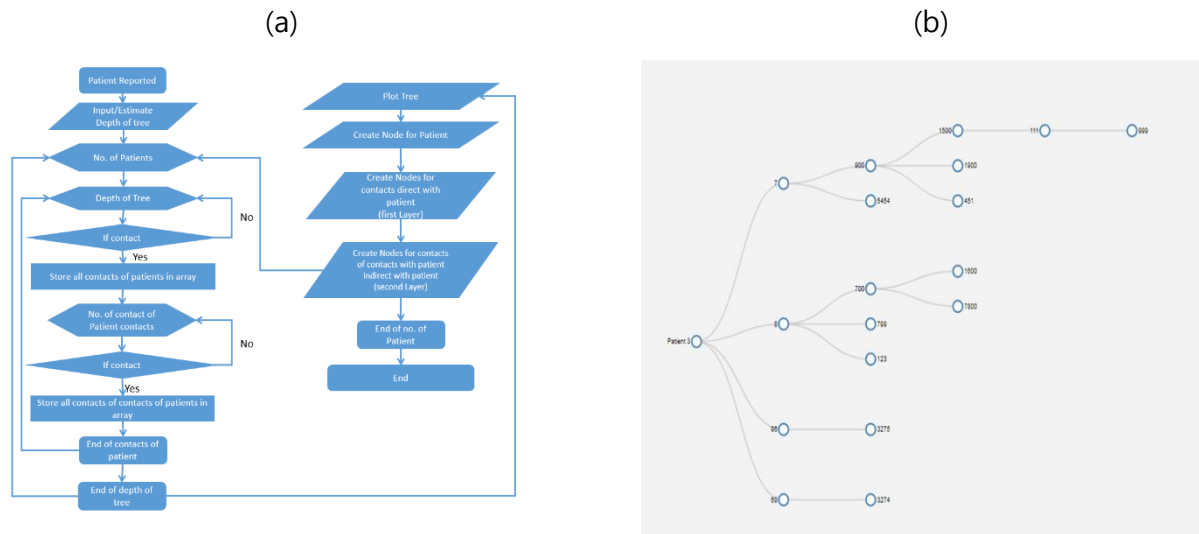 (a)
Patient Reported
Input/Estimate
Depth of tree
No. of Patients
Depth of Tree
No
If contact
Yes
Store all contacts of patients in array
No. of contact of
Patient contacts
No
If contact
Yes
Store all contacts of contacts of patients in
array
End of contacts of
patient
End of depth of
tree
Plot Tree
Create Node for Patient
Create Nodes for
contacts direct with
patient
(first Layer)
Create Nodes for contacts
of contacts with patient
indirect with patient
(second Layer)
End of no. of
Patient
End
(b)
1500
111
999
900
1900
7
5454
451
1600
700
7800
8
799
Patient 3
123
3275
3274